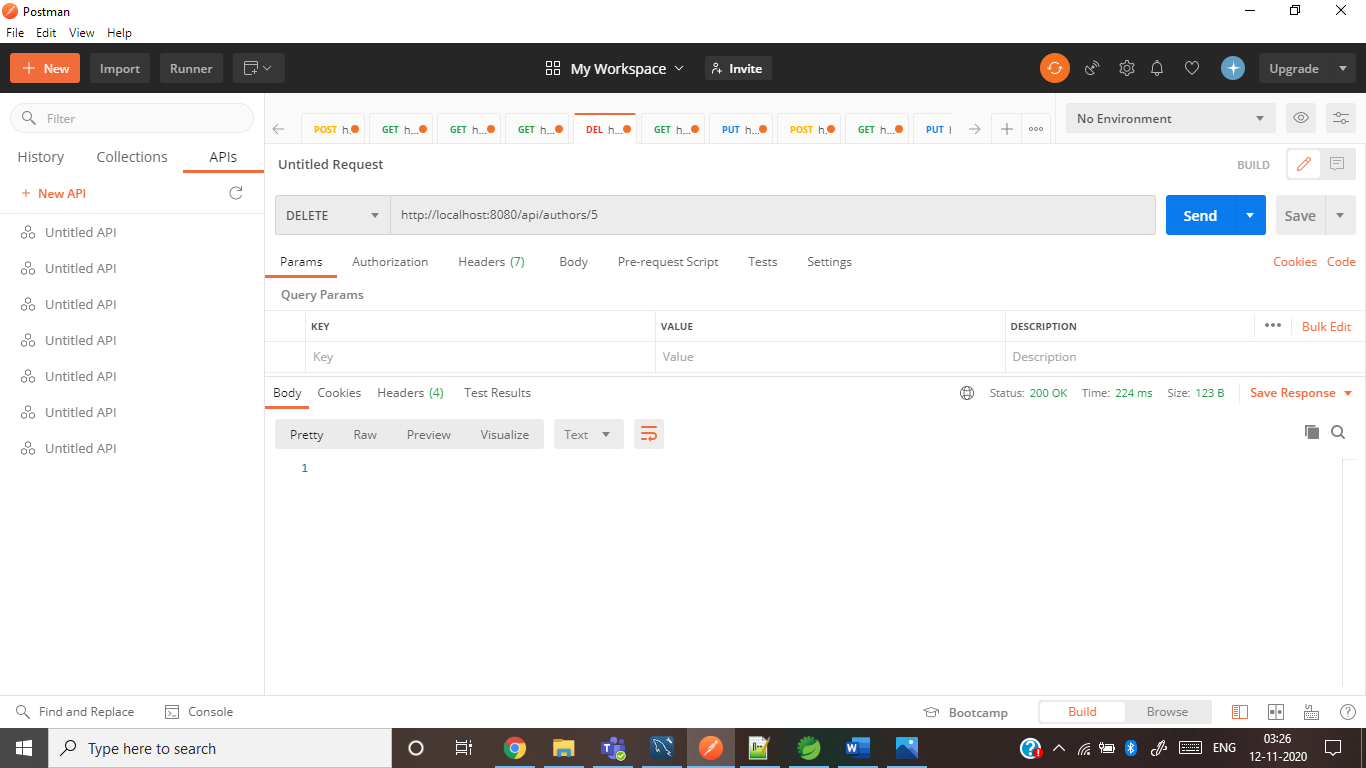 Postman
File Edit View Help
+ New Import Runner My Workspace Invite Upgrade
Filter
History Collections APIs
+ New API
Untitled API
Untitled API
Untitled API
Untitled API
Untitled API
Untitled API
Untitled API
POST h... GET h... GET h... GET h... DEL h... GET h... PUT h... POST h... GET h... PUT
No Environment
Untitled Request BUILD
DELETE http://localhost:8080/api/authors/5 Send Save
Params Authorization Headers (7) Body Pre-request Script Tests Settings Cookies Code
Query Params
KEY VALUE DESCRIPTION ••• Bulk Edit
Key Value Description
Body Cookies Headers (4) Test Results Status: 200 OK Time: 224 ms Size: 123 B Save Response
Pretty Raw Preview Visualize Text
1
Find and Replace Console Bootcamp Build Browse
Type here to search ENG 03:26
12-11-2020